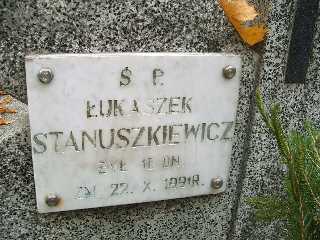 Ś P.
ŁUKASZEK
STANUSZKIEWICZ
ŻYŁ DN
ZM. 22. X. 1991R.